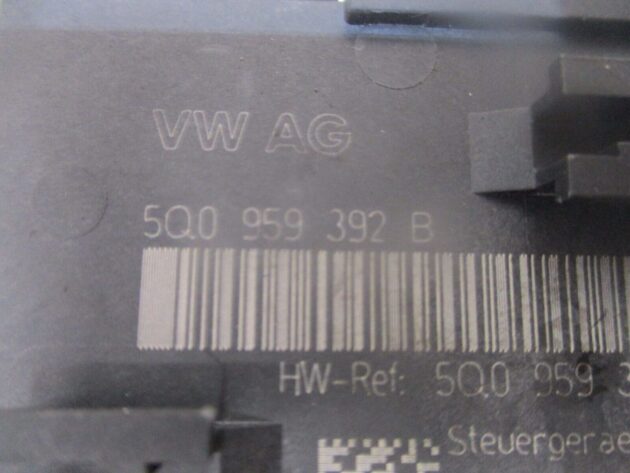 VW AG
5Q0 959 392 B
HW-Ref: 5Q0 959 3
Steuergerae